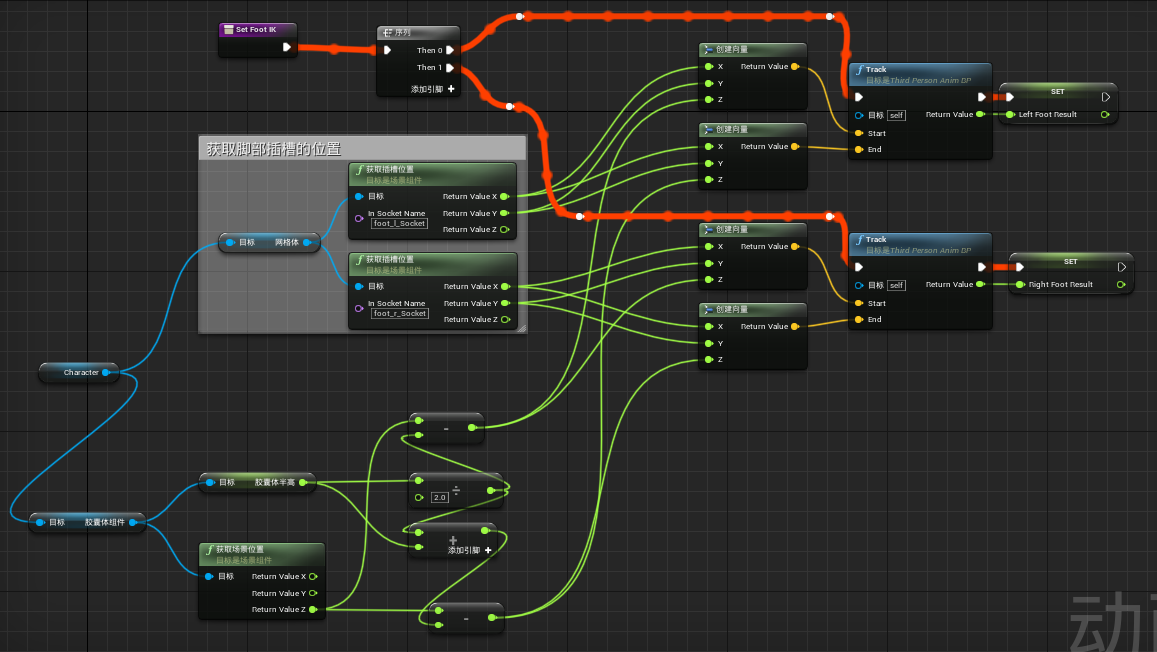 Set Foot IK
序列
Then 0
Then 1
添加引脚
创建向量
X Return Value
Y
Z
Track
目标是Third Person Anim BP
目标 self Return Value
Start
End
SET
Left Foot Result
创建向量
X Return Value
Y
Z
获取脚部插槽的位置
获取插槽位置
目标是场景组件
目标 Return Value X
In Socket Name Return Value Y
foot_l_Socket
Return Value Z
目标 网格体
获取插槽位置
目标是场景组件
目标 Return Value X
In Socket Name Return Value Y
foot_r_Socket
Return Value Z
创建向量
X Return Value
Y
Z
Track
目标是Third Person Anim BP
目标 self Return Value
Start
End
SET
Right Foot Result
创建向量
X Return Value
Y
Z
Character
-
目标 胶囊体半高
2.0 ÷
目标 胶囊体组件
+
添加引脚 +
获取场景位置
目标是场景组件
目标 Return Value X
Return Value Y
Return Value Z
-
动